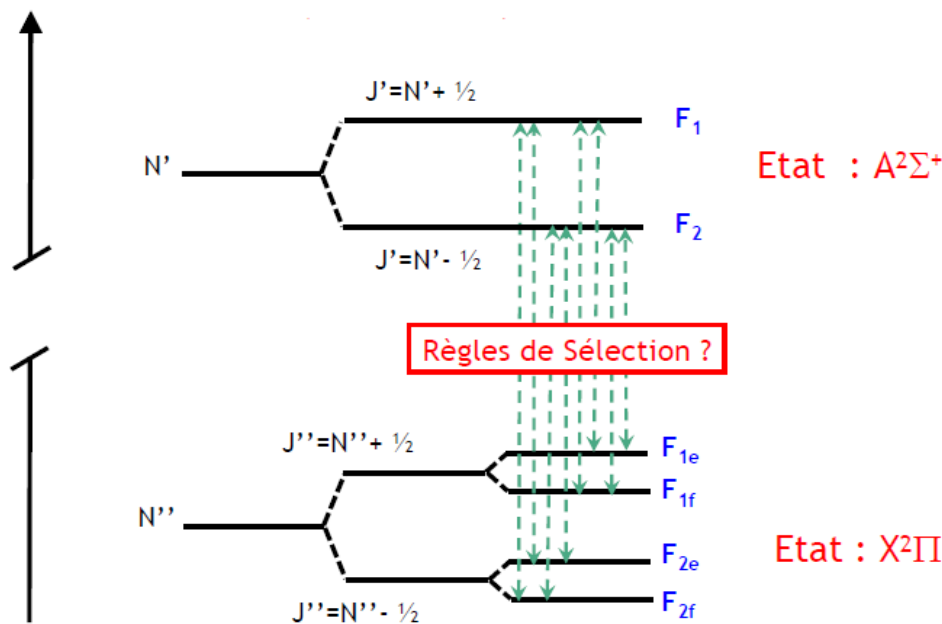 J'=N'+ ½
F₁
N'
Etat : A²Σ⁺
F₂
J'=N'- ½
Règles de Sélection ?
J''=N''+ ½
F₁ₑ
F₁f
N''
Etat : X²Π
F₂ₑ
F₂f
J''=N''- ½